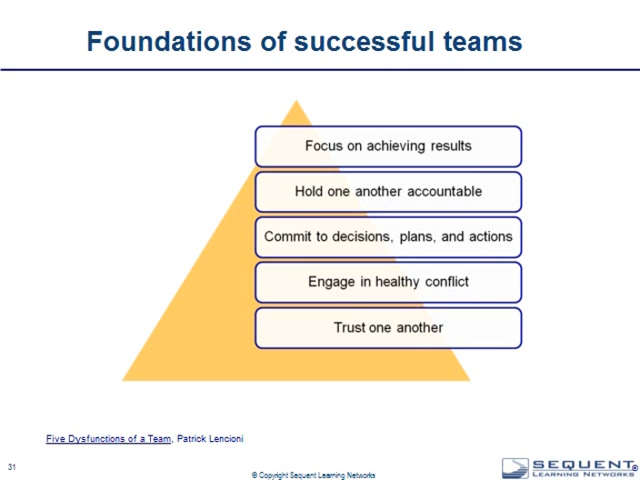 Foundations of successful teams
Focus on achieving results
Hold one another accountable
Commit to decisions, plans, and actions
Engage in healthy conflict
Trust one another
Five Dysfunctions of a Team, Patrick Lencioni
31
© Copyright Sequent Learning Networks
SEQUENT®
LEARNING NETWORKS